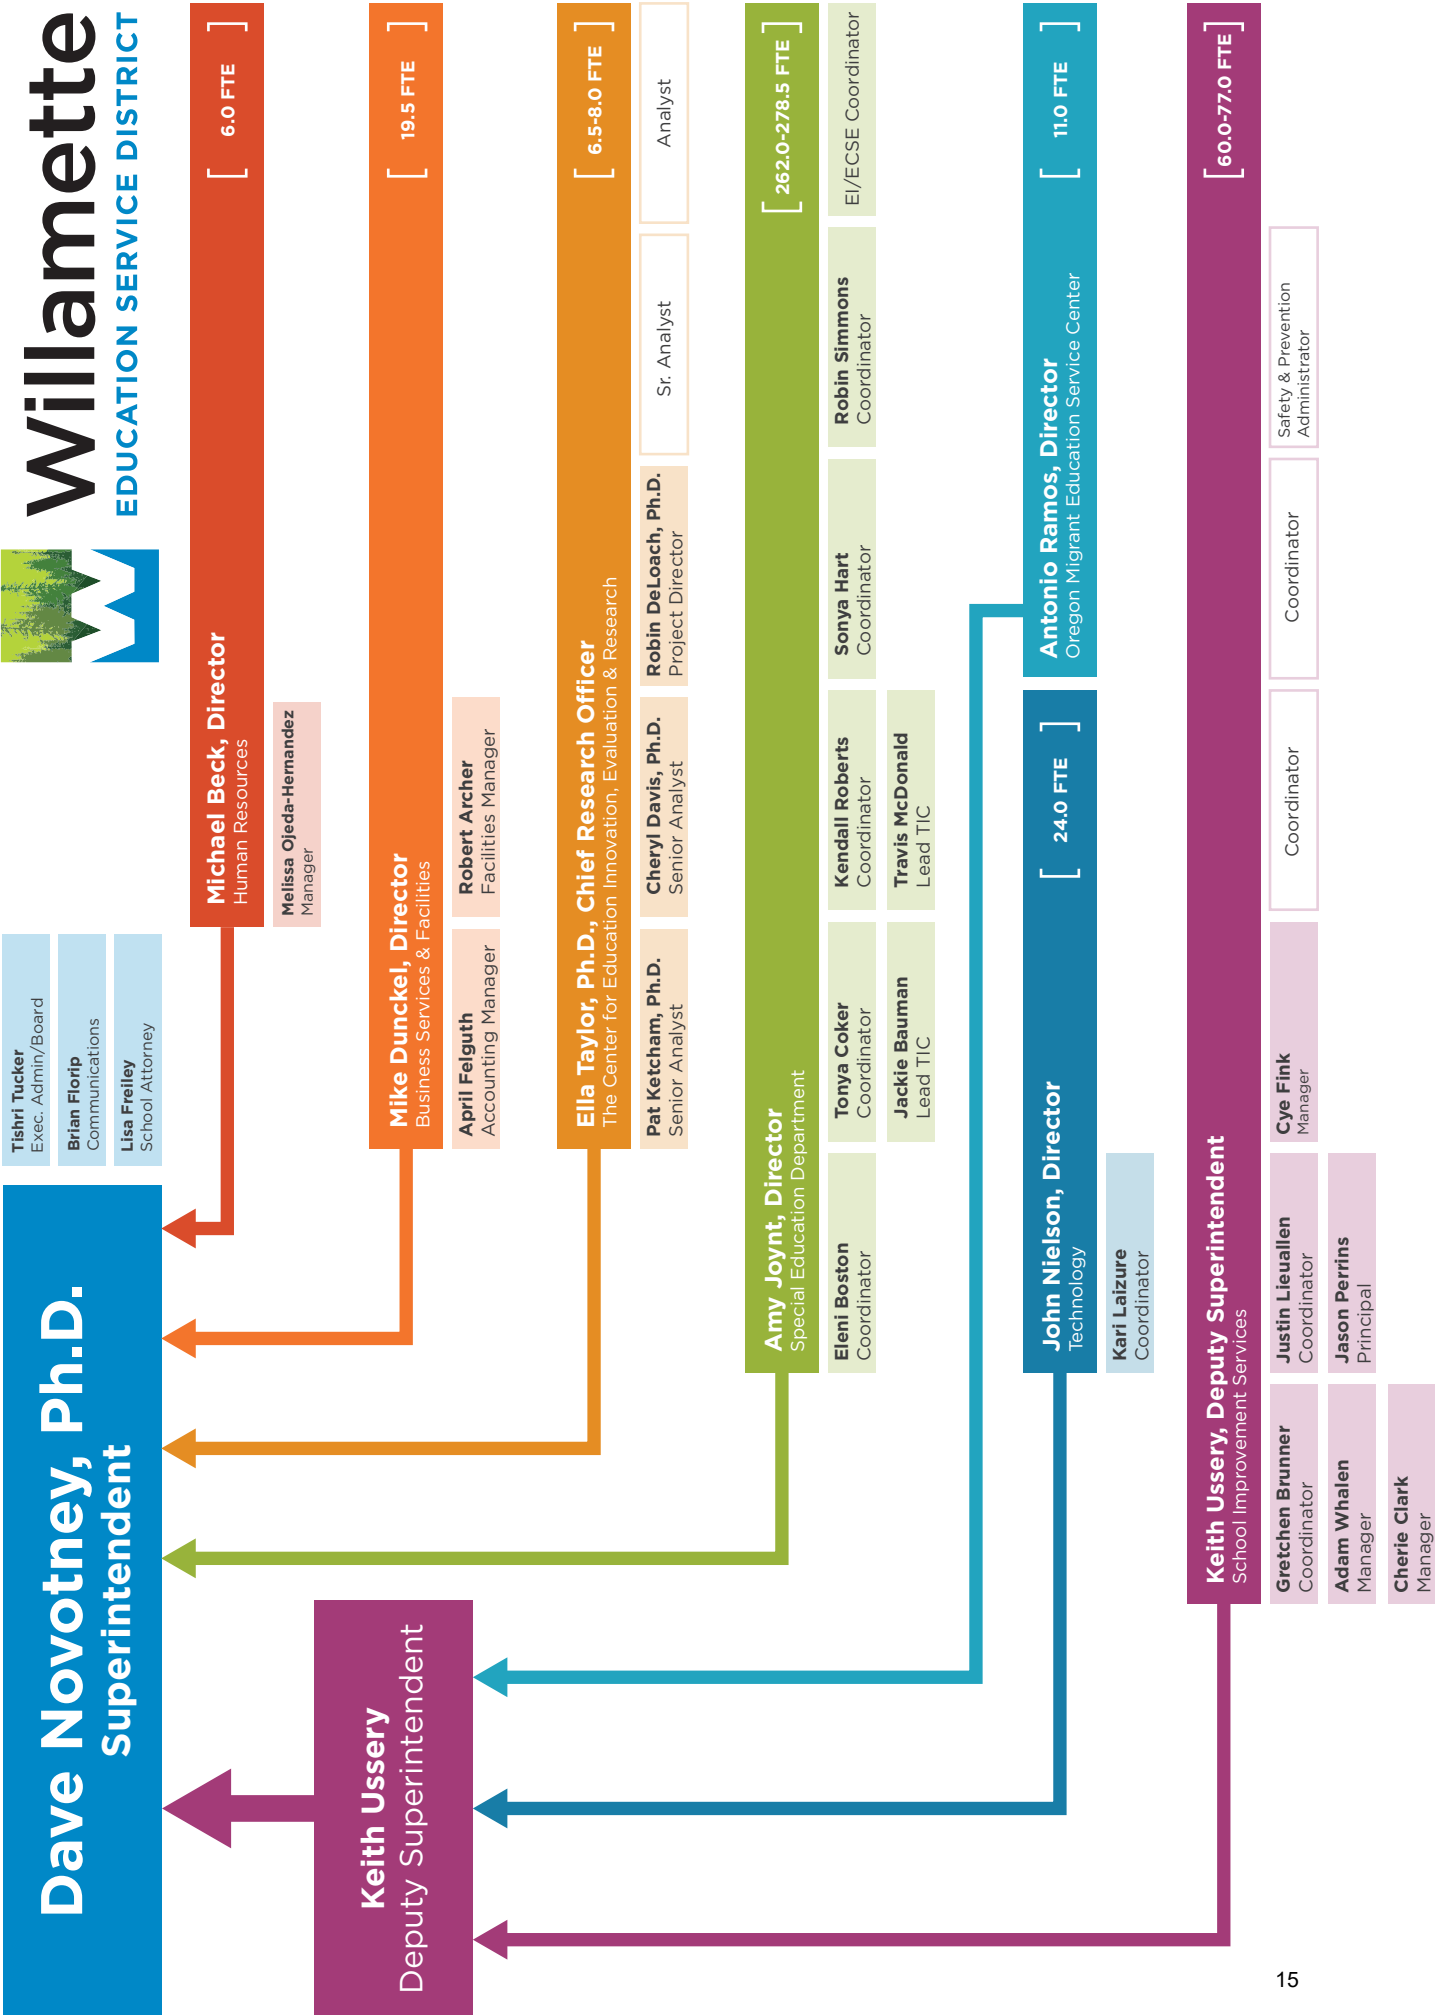 Willamette
EDUCATION SERVICE DISTRICT
Dave Novotney, Ph.D.
Superintendent
Tishri Tucker
Exec. Admin/Board
Brian Florip
Communications
Lisa Freiley
School Attorney
Keith Ussery
Deputy Superintendent
Michael Beck, Director
Human Resources
[ 6.0 FTE ]
Melissa Ojeda-Hernandez
Manager
Mike Dunckel, Director
Business Services & Facilities
[ 19.5 FTE ]
April Felguth
Accounting Manager
Robert Archer
Facilities Manager
Ella Taylor, Ph.D., Chief Research Officer
The Center for Education Innovation, Evaluation & Research
[ 6.5-8.0 FTE ]
Pat Ketcham, Ph.D.
Senior Analyst
Cheryl Davis, Ph.D.
Senior Analyst
Robin DeLoach, Ph.D.
Project Director
Sr. Analyst
Analyst
Amy Joynt, Director
Special Education Department
[ 262.0-278.5 FTE ]
Eleni Boston
Coordinator
Tonya Coker
Coordinator
Kendall Roberts
Coordinator
Sonya Hart
Coordinator
Robin Simmons
Coordinator
EI/ECSE Coordinator
Jackie Bauman
Lead TIC
Travis McDonald
Lead TIC
John Nielson, Director
Technology
[ 24.0 FTE ]
Kari Laizure
Coordinator
Antonio Ramos, Director
Oregon Migrant Education Service Center
[ 11.0 FTE ]
Keith Ussery, Deputy Superintendent
School Improvement Services
[ 60.0-77.0 FTE ]
Gretchen Brunner
Coordinator
Justin Lieuallen
Coordinator
Cye Fink
Manager
Coordinator
Coordinator
Safety & Prevention
Administrator
Adam Whalen
Manager
Jason Perrins
Principal
Cherie Clark
Manager
15